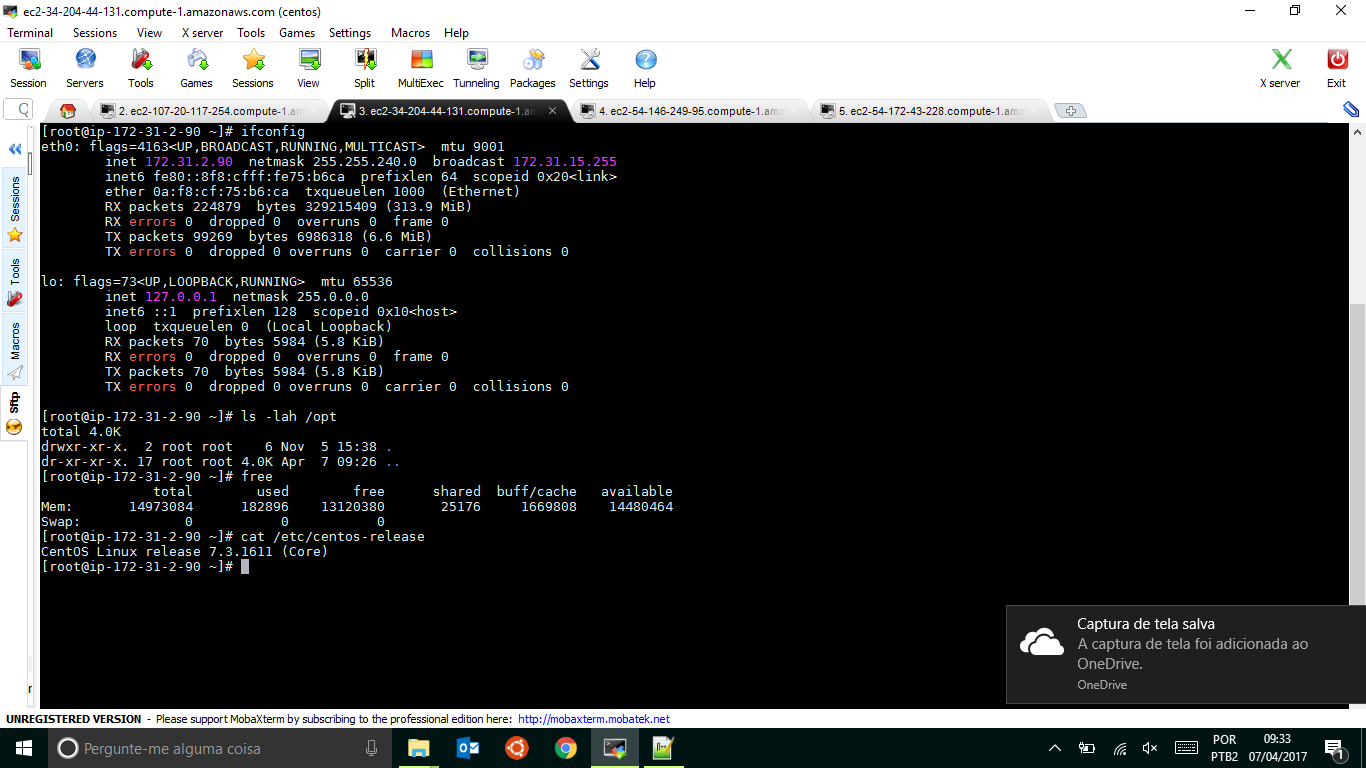 ec2-34-204-44-131.compute-1.amazonaws.com (centos)
Terminal Sessions View X server Tools Games Settings Macros Help
Session Servers Tools Games Sessions View Split MultiExec Tunneling Packages Settings Help X server Exit
2. ec2-107-20-117-254.compute-1.am 3. ec2-34-204-44-131.compute-1.a 4. ec2-54-146-249-95.compute-1.am 5. ec2-54-172-43-228.compute-1.am
Sessions
Tools
Macros
Sftp
[root@ip-172-31-2-90 ~]# ifconfig
eth0: flags=4163<UP,BROADCAST,RUNNING,MULTICAST>  mtu 9001
        inet 172.31.2.90  netmask 255.255.240.0  broadcast 172.31.15.255
        inet6 fe80::8f8:cfff:fe75:b6ca  prefixlen 64  scopeid 0x20<link>
        ether 0a:f8:cf:75:b6:ca  txqueuelen 1000  (Ethernet)
        RX packets 224879  bytes 329215409 (313.9 MiB)
        RX errors 0  dropped 0  overruns 0  frame 0
        TX packets 99269  bytes 6986318 (6.6 MiB)
        TX errors 0  dropped 0 overruns 0  carrier 0  collisions 0
lo: flags=73<UP,LOOPBACK,RUNNING>  mtu 65536
        inet 127.0.0.1  netmask 255.0.0.0
        inet6 ::1  prefixlen 128  scopeid 0x10<host>
        loop  txqueuelen 0  (Local Loopback)
        RX packets 70  bytes 5984 (5.8 KiB)
        RX errors 0  dropped 0  overruns 0  frame 0
        TX packets 70  bytes 5984 (5.8 KiB)
        TX errors 0  dropped 0 overruns 0  carrier 0  collisions 0
[root@ip-172-31-2-90 ~]# ls -lah /opt
total 4.0K
drwxr-xr-x.  2 root root    6 Nov  5 15:38 .
dr-xr-xr-x. 17 root root 4.0K Apr  7 09:26 ..
[root@ip-172-31-2-90 ~]# free
              total        used        free      shared  buff/cache   available
Mem:       14973084      182896    13120380       25176     1669808    14480464
Swap:             0           0           0
[root@ip-172-31-2-90 ~]# cat /etc/centos-release
CentOS Linux release 7.3.1611 (Core)
[root@ip-172-31-2-90 ~]#
Captura de tela salva
A captura de tela foi adicionada ao
OneDrive.
OneDrive
UNREGISTERED VERSION - Please support MobaXterm by subscribing to the professional edition here: http://mobaxterm.mobatek.net
Pergunte-me alguma coisa
POR 09:33
PTB2 07/04/2017
1